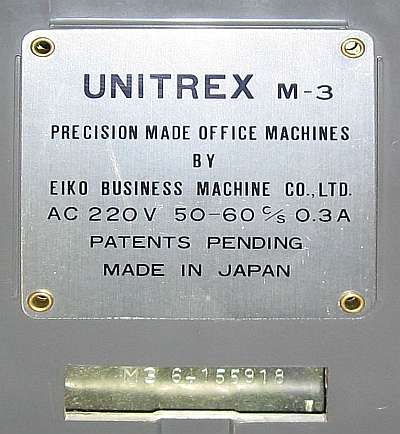 UNITREX M-3
PRECISION MADE OFFICE MACHINES
BY
EIKO BUSINESS MACHINE CO., LTD.
AC 220V 50-60 c/s 0.3A
PATENTS PENDING
MADE IN JAPAN
M3 6-155918